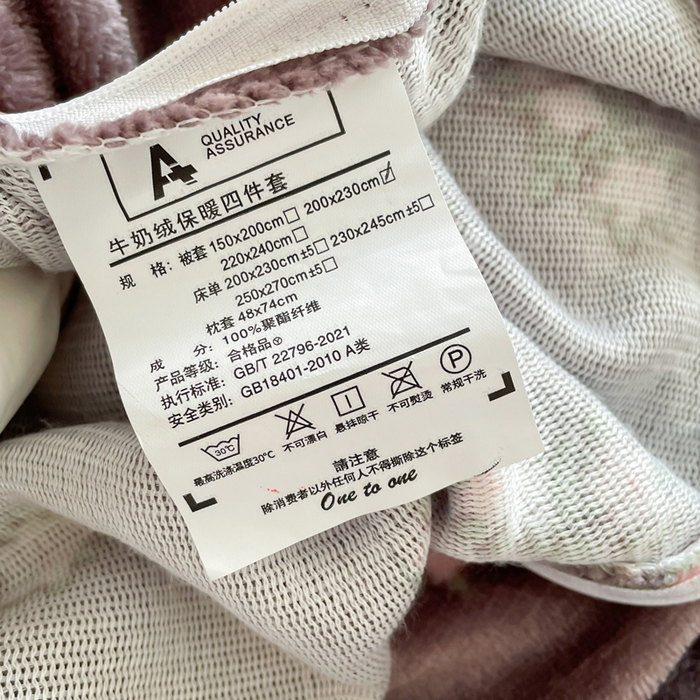 A+
QUALITY
ASSURANCE
牛奶绒保暖四件套
规 格：被套 150x200cm□ 200x230cm☑
220x240cm□
床单 200x230cm±5□ 230x245cm±5□
250x270cm±5□
枕套 48x74cm
成 分：100%聚酯纤维
产品等级：合格品
执行标准：GB/T 22796-2021
安全类别：GB18401-2010 A类
30℃ P
最高洗涤温度30℃ 不可漂白 悬挂晾干 不可熨烫 常规干洗
請注意
除消费者以外任何人不得撕除这个标签
One to one